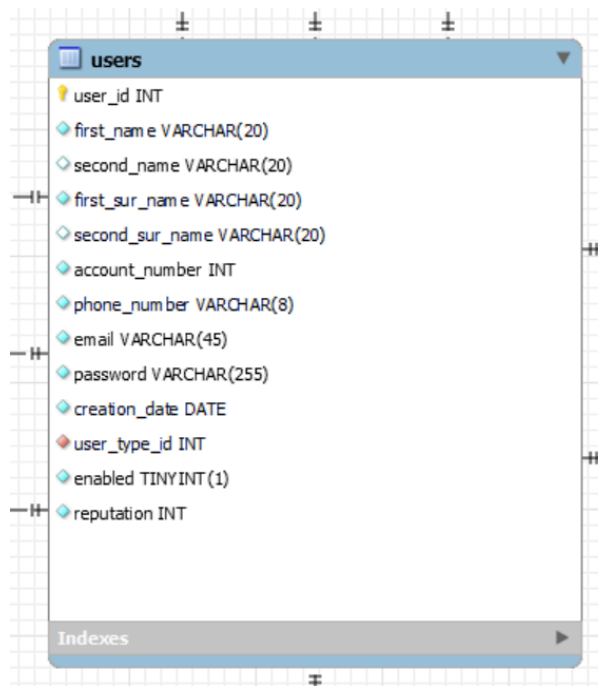 users
user_id INT
first_name VARCHAR(20)
second_name VARCHAR(20)
first_sur_name VARCHAR(20)
second_sur_name VARCHAR(20)
account_number INT
phone_number VARCHAR(8)
email VARCHAR(45)
password VARCHAR(255)
creation_date DATE
user_type_id INT
enabled TINYINT(1)
reputation INT
Indexes